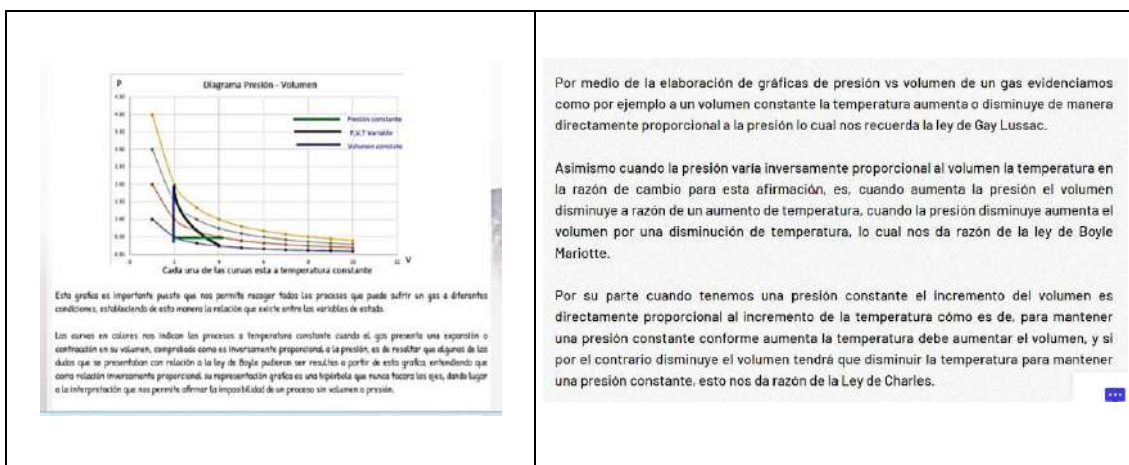 P
Diagrama Presión - Volumen
Presión constante
P,V,T Variable
Volumen constate
0 2 4 6 8 10 12 V
Cada una de las curvas esta a temperatura constante
Esta grafica es importante puesto que nos permite recoger todos los procesos que puede sufrir un gas a diferentes
condiciones, estableciendo de esta manera la relación que existe entre las variables de estado.
Las curvas en colores nos indican los procesos a temperatura constante cuando el gas presenta una expansión o
contracción en su volumen, comprobado como es inversamente proporcional a la presión, es de resaltar que algunas de las
dudas que se presentaban con relación a la ley de Boyle pudieron ser resultas a partir de esta grafica, entendiendo que
como relación inversamente proporcional, su representación grafica es una hipérbola que nunca tocara los ejes, dando lugar
a la interpretación que nos permite afirmar la imposibilidad de un proceso sin volumen o presión.
Por medio de la elaboración de gráficas de presión vs volumen de un gas evidenciamos
como por ejemplo a un volumen constante la temperatura aumenta o disminuye de manera
directamente proporcional a la presión lo cual nos recuerda la ley de Gay Lussac.
Asimismo cuando la presión varía inversamente proporcional al volumen la temperatura en
la razón de cambio para esta afirmación, es, cuando aumenta la presión el volumen
disminuye a razón de un aumento de temperatura, cuando la presión disminuye aumenta el
volumen por una disminución de temperatura, lo cual nos da razón de la ley de Boyle
Mariotte.
Por su parte cuando tenemos una presión constante el incremento del volumen es
directamente proporcional al incremento de la temperatura cómo es de, para mantener
una presión constante conforme aumenta la temperatura debe aumentar el volumen, y si
por el contrario disminuye el volumen tendrá que disminuir la temperatura para mantener
una presión constante, esto nos da razón de la Ley de Charles.